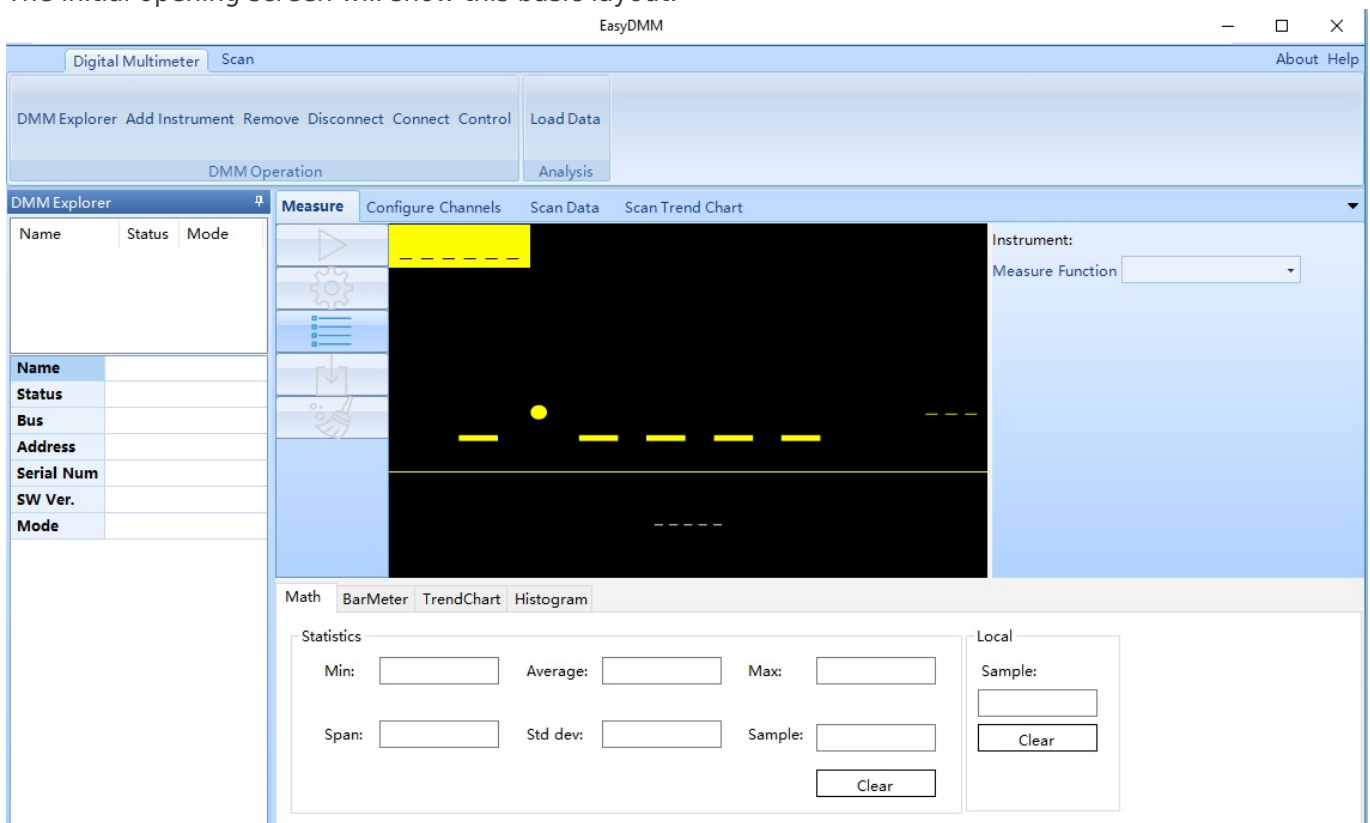 The initial opening screen will show this basic layout.
EasyDMM
Digital Multimeter Scan About Help
DMM Explorer Add Instrument Remove Disconnect Connect Control Load Data
DMM Operation Analysis
DMM Explorer
Name Status Mode
Name
Status
Bus
Address
Serial Num
SW Ver.
Mode
Measure Configure Channels Scan Data Scan Trend Chart
Instrument:
Measure Function
Math BarMeter TrendChart Histogram
Statistics
Min: Average: Max:
Span: Std dev: Sample:
Clear
Local
Sample:
Clear